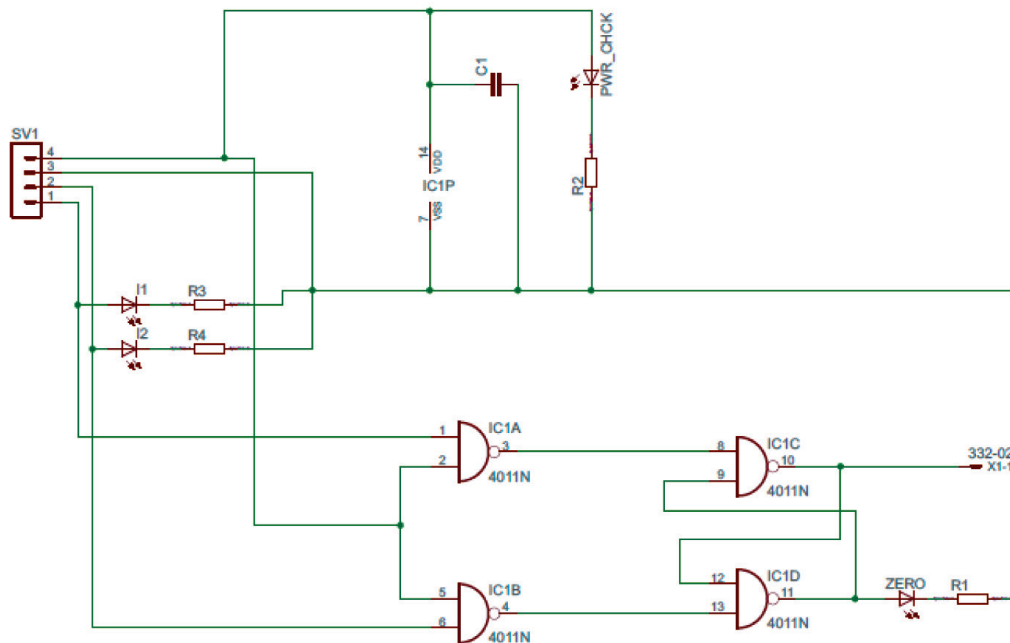 PWR_CHCK
C1
SV1
4
3
2
1
14
VDD
IC1P
7
VSS
R2
I1
R3
I2
R4
1
2
IC1A
3
4011N
8
9
IC1C
10
4011N
332-02
X1-1
5
6
IC1B
4
4011N
12
13
IC1D
11
4011N
ZERO
R1